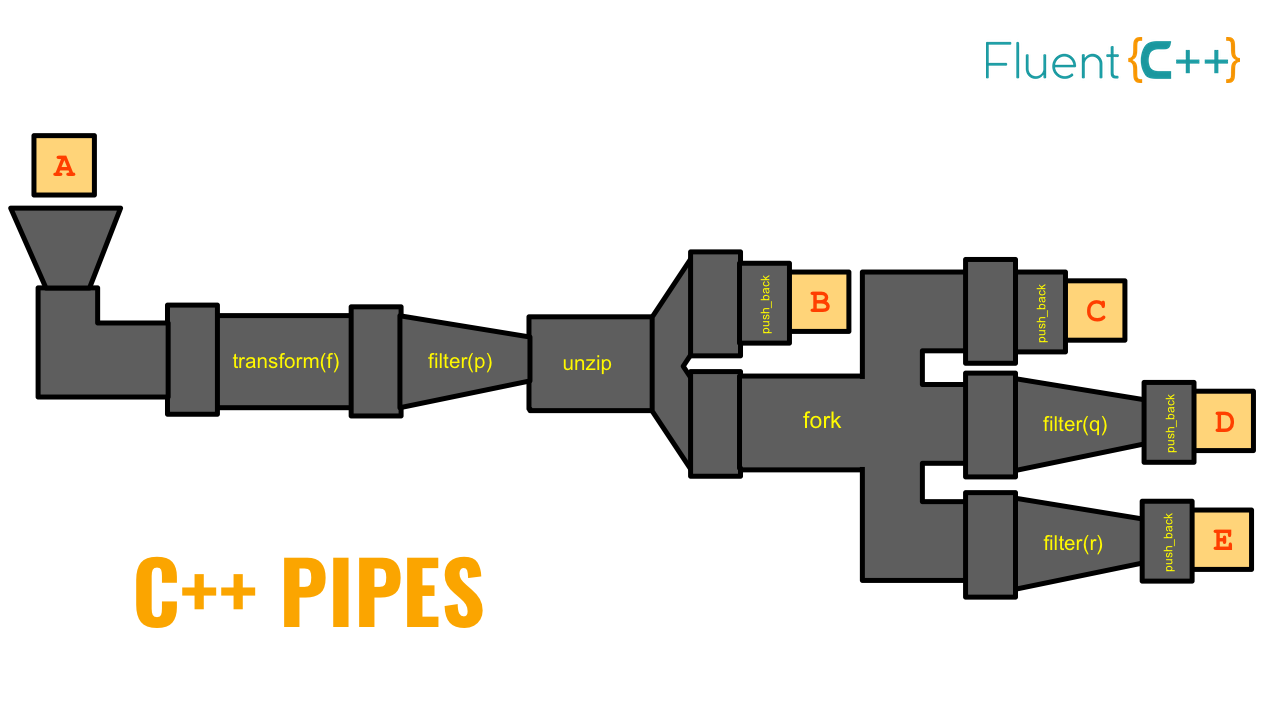 Fluent{C++}
A
transform(f)
filter(p)
unzip
push_back
B
fork
push_back
C
filter(q)
push_back
D
filter(r)
push_back
E
C++ PIPES